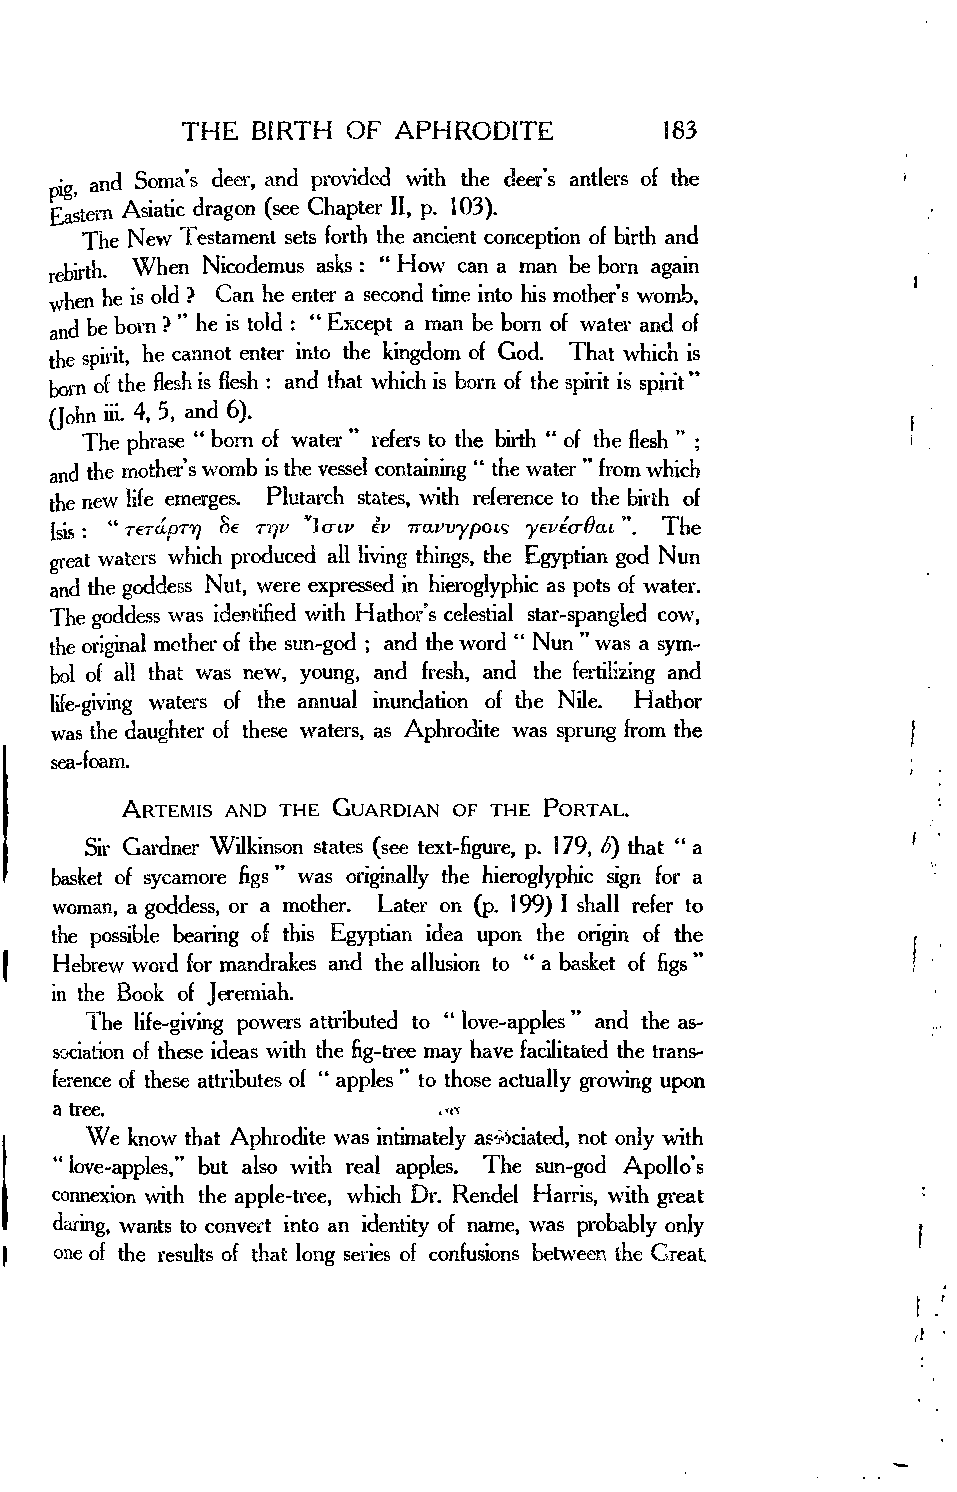 THE BIRTH OF APHRODITE 183
pig, and Soma's deer, and provided with the deer's antlers of the
Eastern Asiatic dragon (see Chapter II, p. 103).
The New Testament sets forth the ancient conception of birth and
rebirth. When Nicodemus asks : " How can a man be born again
when he is old ? Can he enter a second time into his mother's womb,
and be born ? " he is told : " Except a man be born of water and of
the spirit, he cannot enter into the kingdom of God. That which is
born of the flesh is flesh : and that which is born of the spirit is spirit "
(John iii. 4, 5, and 6).
The phrase " born of water " refers to the birth " of the flesh " ;
and the mother's womb is the vessel containing " the water " from which
the new life emerges. Plutarch states, with reference to the birth of
Isis : " τετάρτη δε την Ἴσιν ἐν πανυγροις γενέσθαι ". The
great waters which produced all living things, the Egyptian god Nun
and the goddess Nut, were expressed in hieroglyphic as pots of water.
The goddess was identified with Hathor's celestial star-spangled cow,
the original mother of the sun-god ; and the word " Nun " was a sym-
bol of all that was new, young, and fresh, and the fertilizing and
life-giving waters of the annual inundation of the Nile. Hathor
was the daughter of these waters, as Aphrodite was sprung from the
sea-foam.
ARTEMIS AND THE GUARDIAN OF THE PORTAL.
Sir Gardner Wilkinson states (see text-figure, p. 179, b) that " a
basket of sycamore figs " was originally the hieroglyphic sign for a
woman, a goddess, or a mother. Later on (p. 199) I shall refer to
the possible bearing of this Egyptian idea upon the origin of the
Hebrew word for mandrakes and the allusion to " a basket of figs "
in the Book of Jeremiah.
The life-giving powers attributed to " love-apples " and the as-
sociation of these ideas with the fig-tree may have facilitated the trans-
ference of these attributes of " apples " to those actually growing upon
a tree.
We know that Aphrodite was intimately associated, not only with
" love-apples," but also with real apples. The sun-god Apollo's
connexion with the apple-tree, which Dr. Rendel Harris, with great
daring, wants to convert into an identity of name, was probably only
one of the results of that long series of confusions between the Great